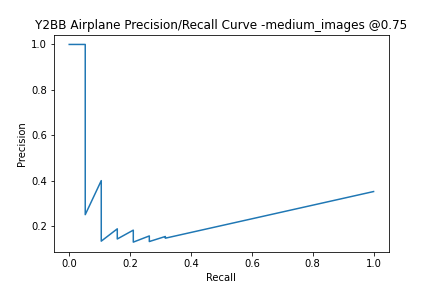 Y2BB Airplane Precision/Recall Curve -medium_images @0.75
1.0
0.8
0.6
0.4
0.2
Precision
0.0 0.2 0.4 0.6 0.8 1.0
Recall